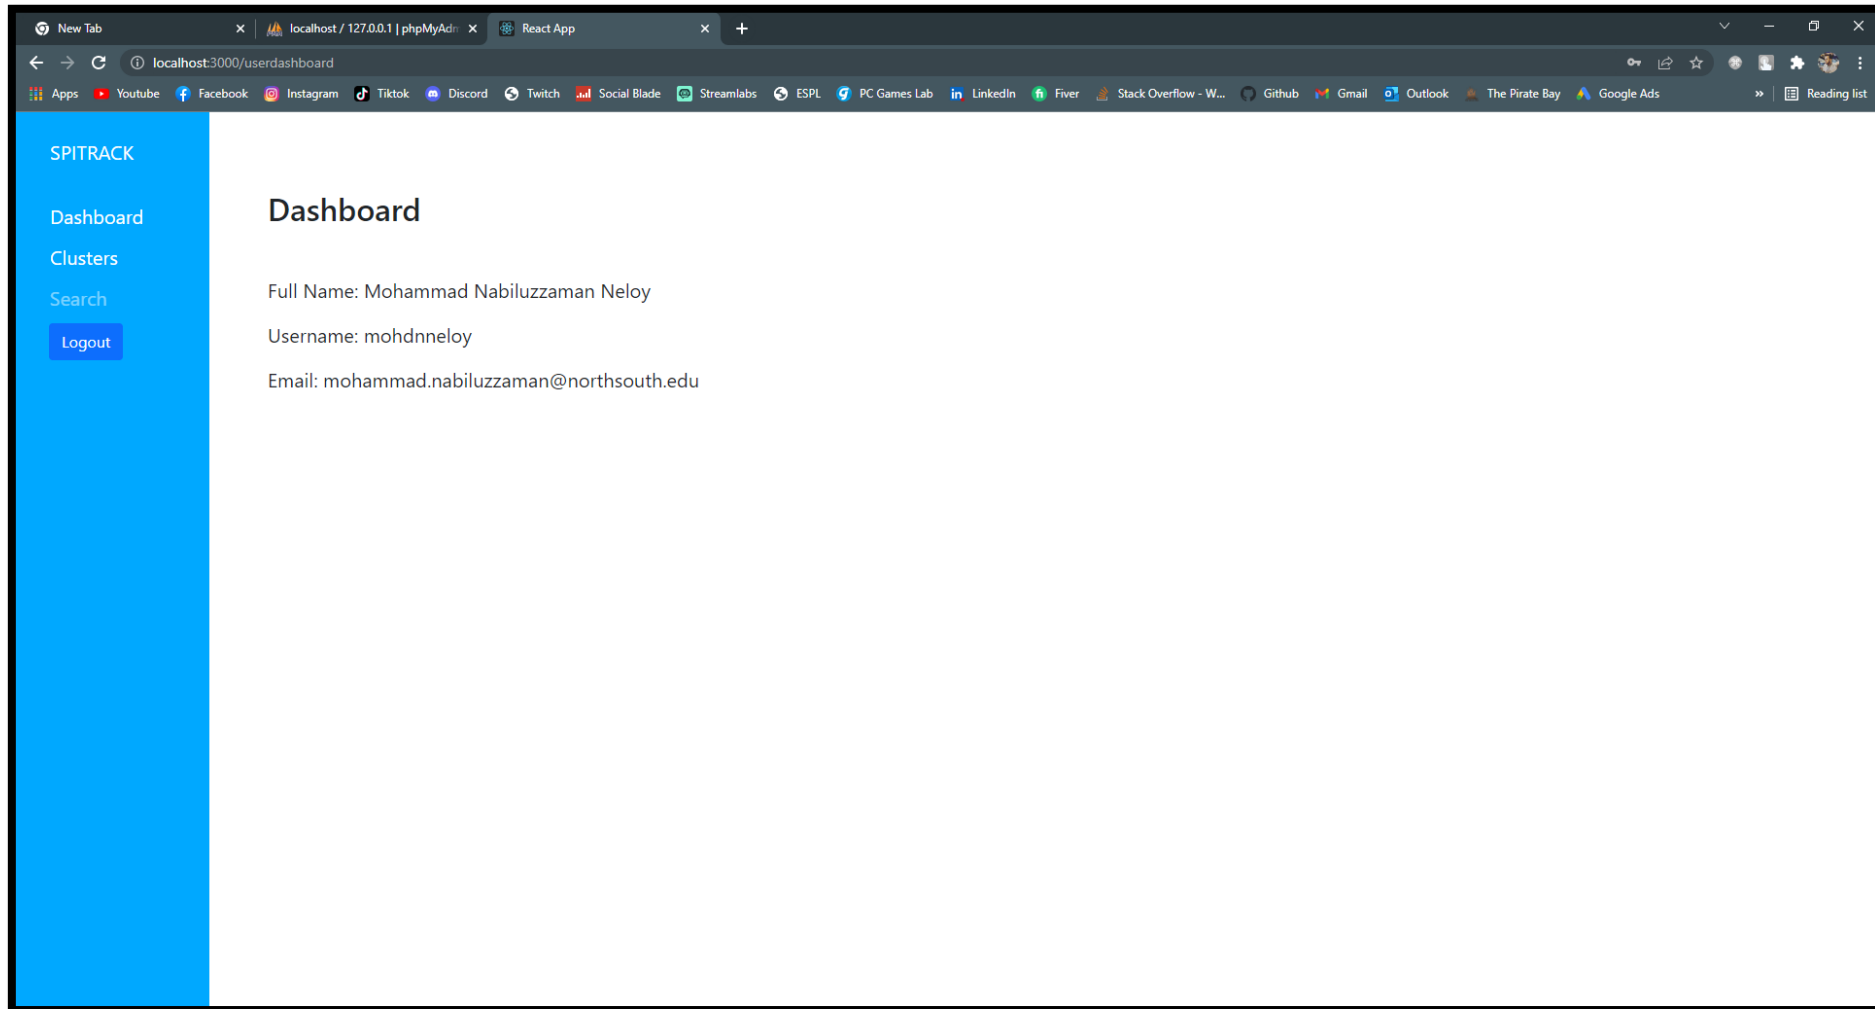 New Tab localhost / 127.0.0.1 | phpMyAdn React App
localhost:3000/userdashboard
Apps Youtube Facebook Instagram Tiktok Discord Twitch Social Blade Streamlabs ESPL PC Games Lab LinkedIn Fiver Stack Overflow - W... Github Gmail Outlook The Pirate Bay Google Ads » Reading list
SPITRACK
Dashboard
Clusters
Search
Logout
Dashboard
Full Name: Mohammad Nabiluzzaman Neloy
Username: mohdnneloy
Email: mohammad.nabiluzzaman@northsouth.edu